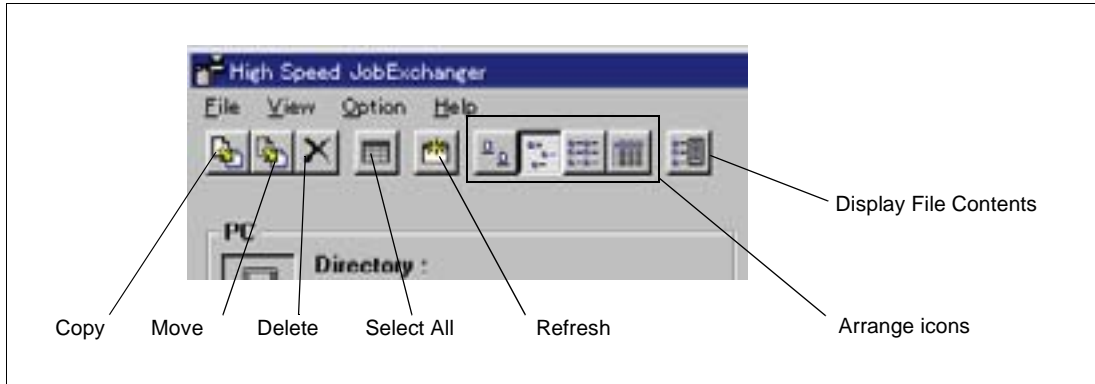 High Speed JobExchanger
File View Option Help
Display File Contents
PC
Directory :
Copy Move Delete Select All Refresh Arrange icons